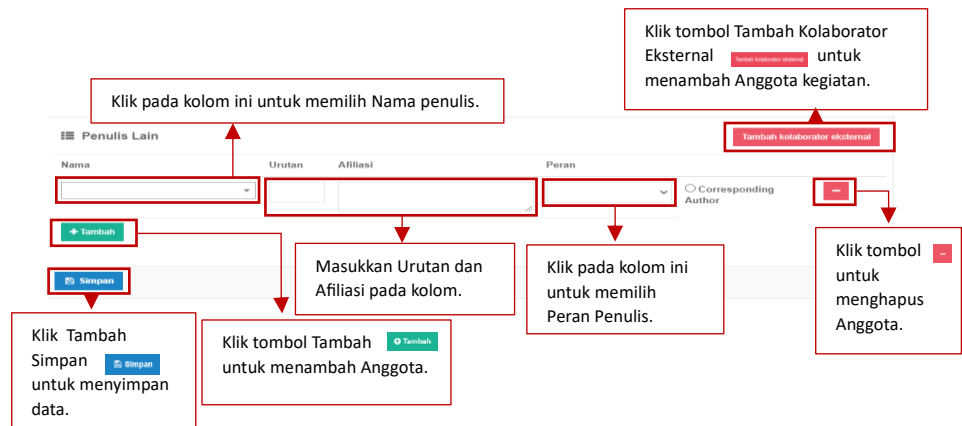 Klik tombol Tambah Kolaborator
Eksternal Tambah kolaborator eksternal untuk
menambah Anggota kegiatan.
Klik pada kolom ini untuk memilih Nama penulis.
Penulis Lain
Tambah kolaborator eksternal
Nama Urutan Afiliasi Peran
Corresponding
Author
+ Tambah
Simpan
Masukkan Urutan dan
Afiliasi pada kolom.
Klik pada kolom ini
untuk memilih
Peran Penulis.
Klik tombol
untuk
menghapus
Anggota.
Klik Tambah
Simpan Simpan
untuk menyimpan
data.
Klik tombol Tambah Tambah
untuk menambah Anggota.